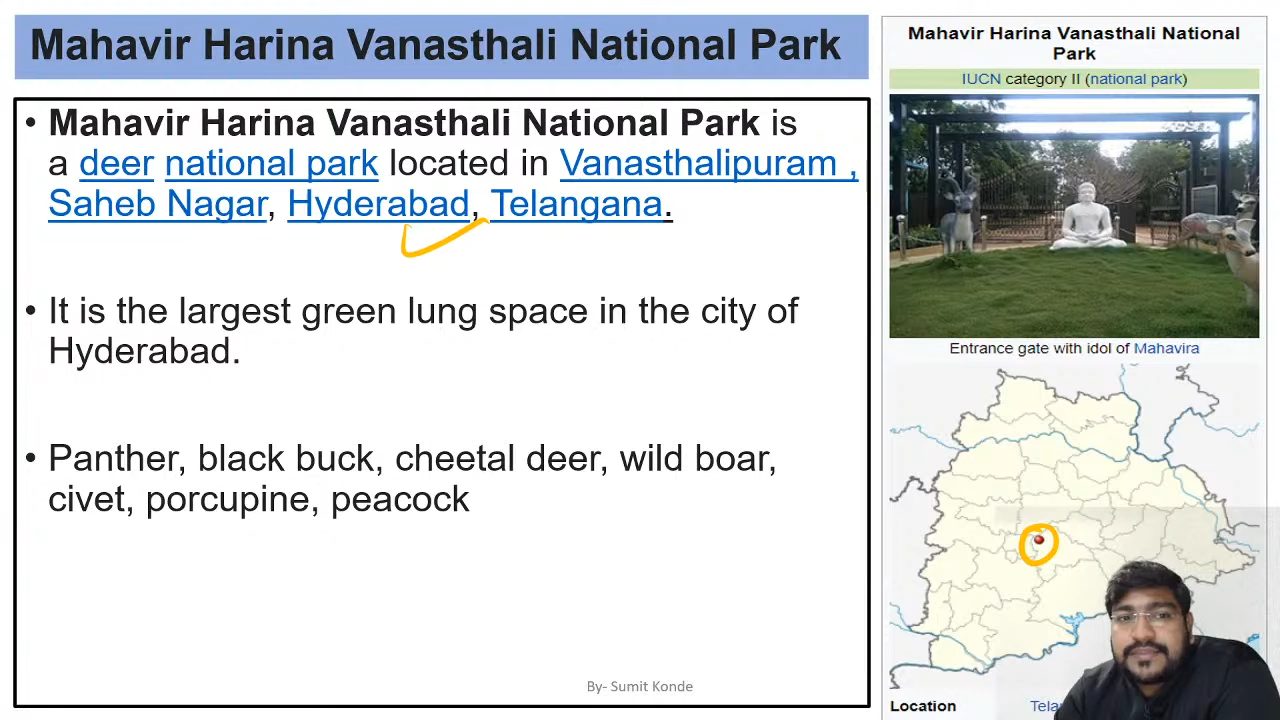 Mahavir Harina Vanasthali National Park
• Mahavir Harina Vanasthali National Park is
a deer national park located in Vanasthalipuram ,
Saheb Nagar, Hyderabad, Telangana.
• It is the largest green lung space in the city of
Hyderabad.
• Panther, black buck, cheetal deer, wild boar,
civet, porcupine, peacock
By- Sumit Konde
Mahavir Harina Vanasthali National
Park
IUCN category II (national park)
Entrance gate with idol of Mahavira
Location